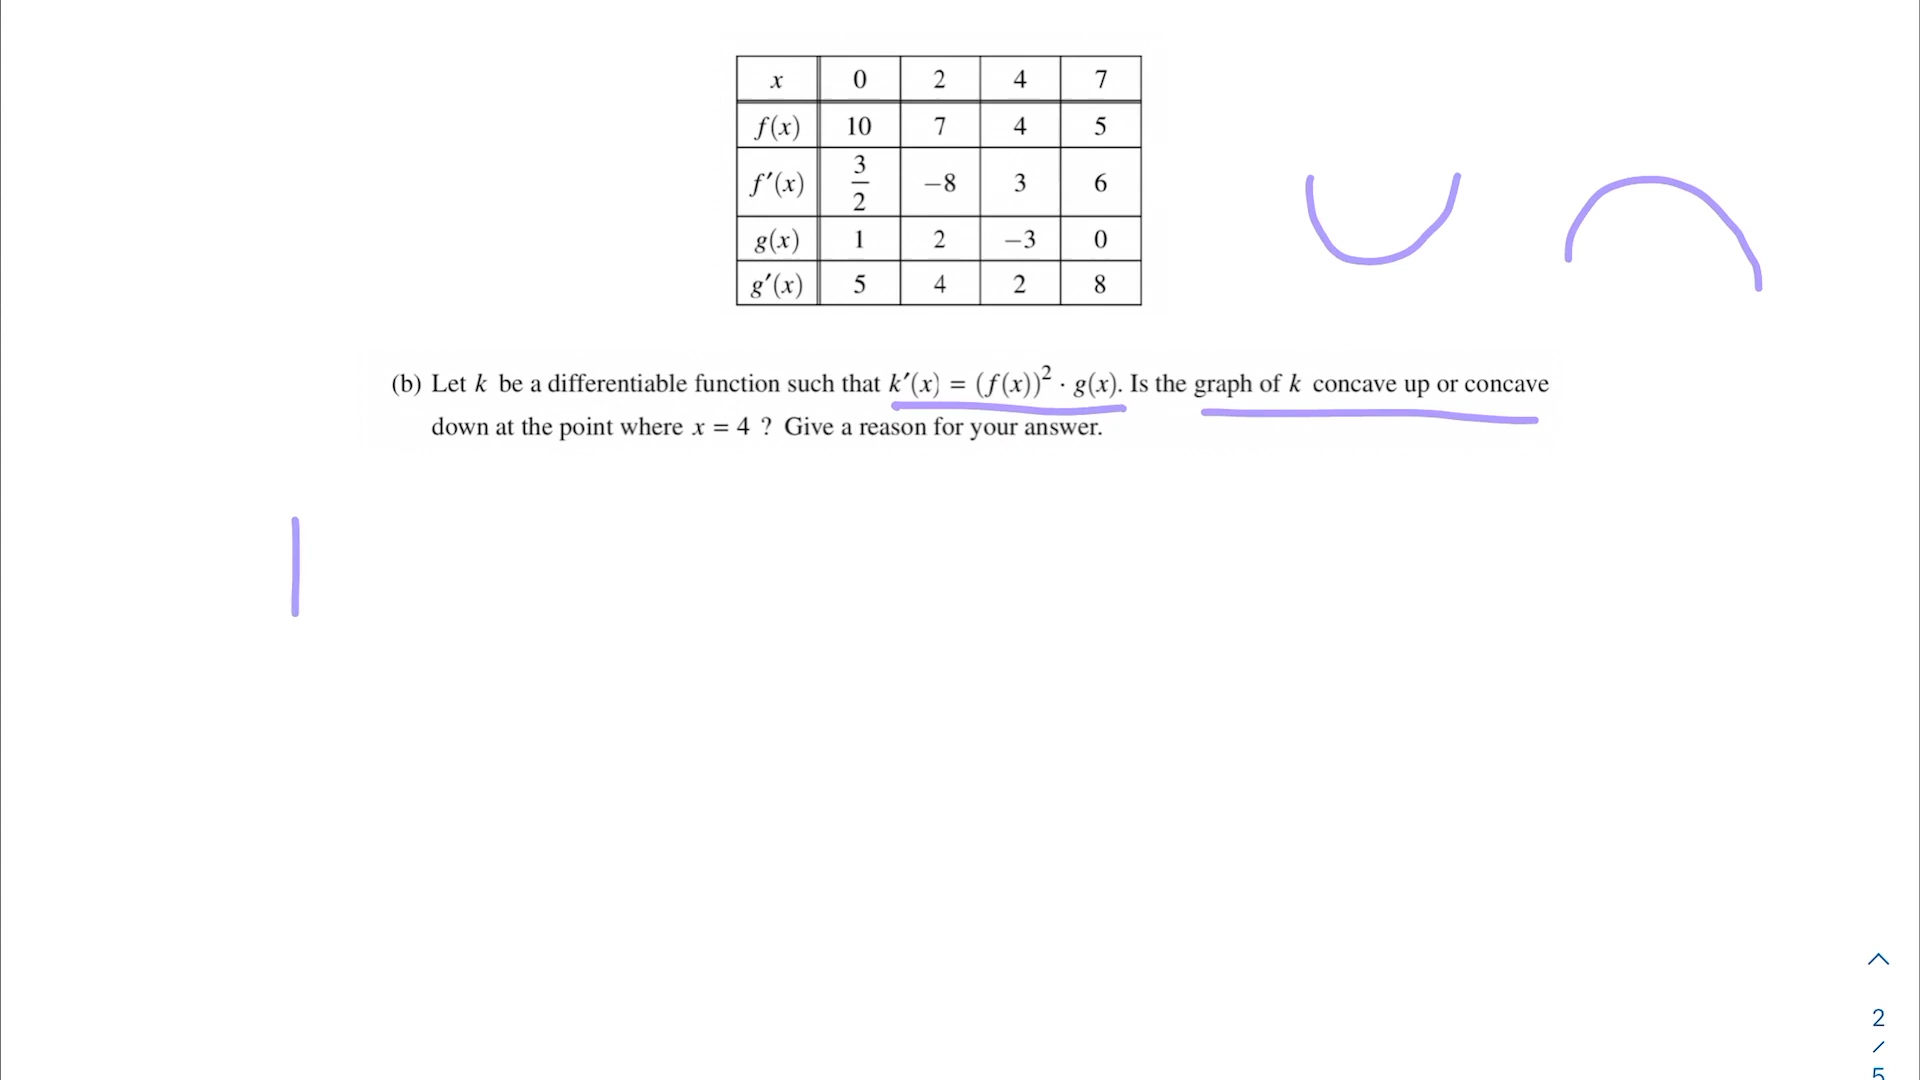 x 0 2 4 7
f(x) 10 7 4 5
f′(x) 3/2 −8 3 6
g(x) 1 2 −3 0
g′(x) 5 4 2 8
(b) Let k be a differentiable function such that k′(x) = (f(x))² · g(x). Is the graph of k concave up or concave
down at the point where x = 4 ? Give a reason for your answer.
2
/
5